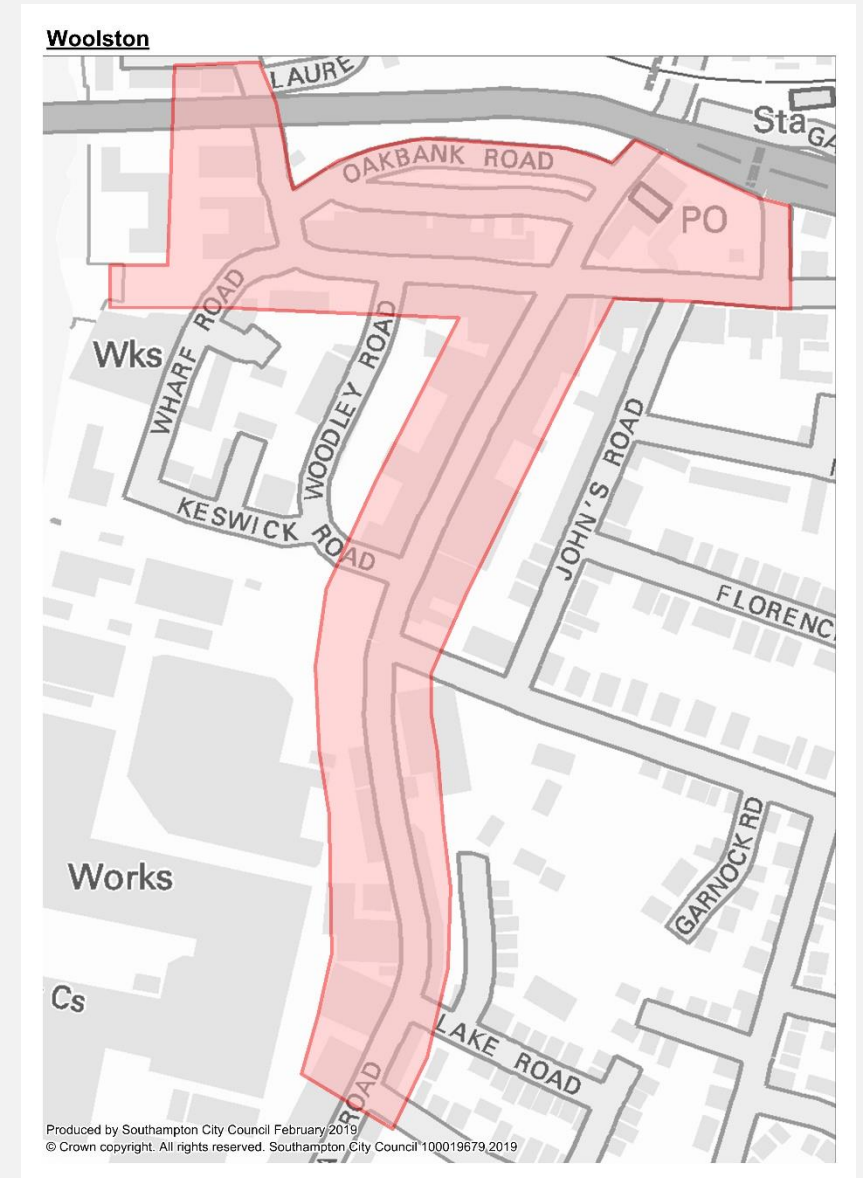 Woolston
LAURE
Sta
GA
OAKBANK ROAD
PO
WHARF ROAD
Wks
WOODLEY ROAD
JOHN'S ROAD
KESWICK ROAD
FLORENC
Works
GARNOCK RD
Cs
LAKE ROAD
ROAD
Produced by Southampton City Council February 2019
© Crown copyright. All rights reserved. Southampton City Council 100019679 2019